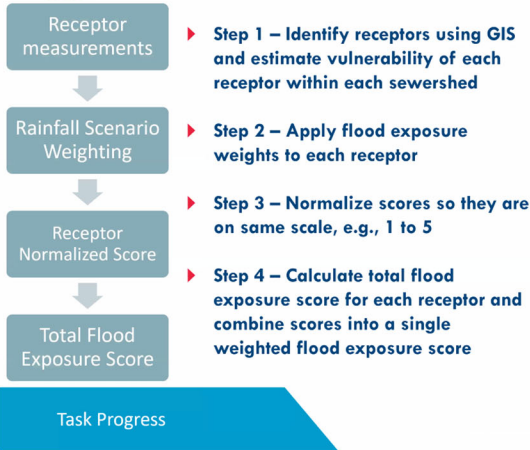 Receptor
measurements
Rainfall Scenario
Weighting
Receptor
Normalized Score
Total Flood
Exposure Score
Step 1 – Identify receptors using GIS
and estimate vulnerability of each
receptor within each sewershed
Step 2 – Apply flood exposure
weights to each receptor
Step 3 – Normalize scores so they are
on same scale, e.g., 1 to 5
Step 4 – Calculate total flood
exposure score for each receptor and
combine scores into a single
weighted flood exposure score
Task Progress